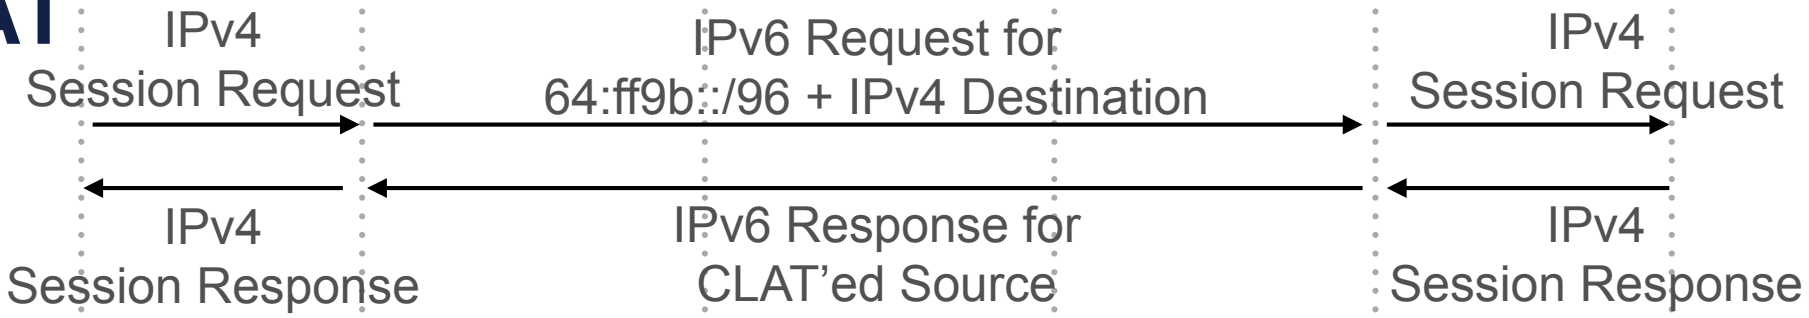 IPv4
Session Request
IPv6 Request for
64:ff9b::/96 + IPv4 Destination
IPv4
Session Request
IPv4
Session Response
IPv6 Response for
CLAT’ed Source
IPv4
Session Response